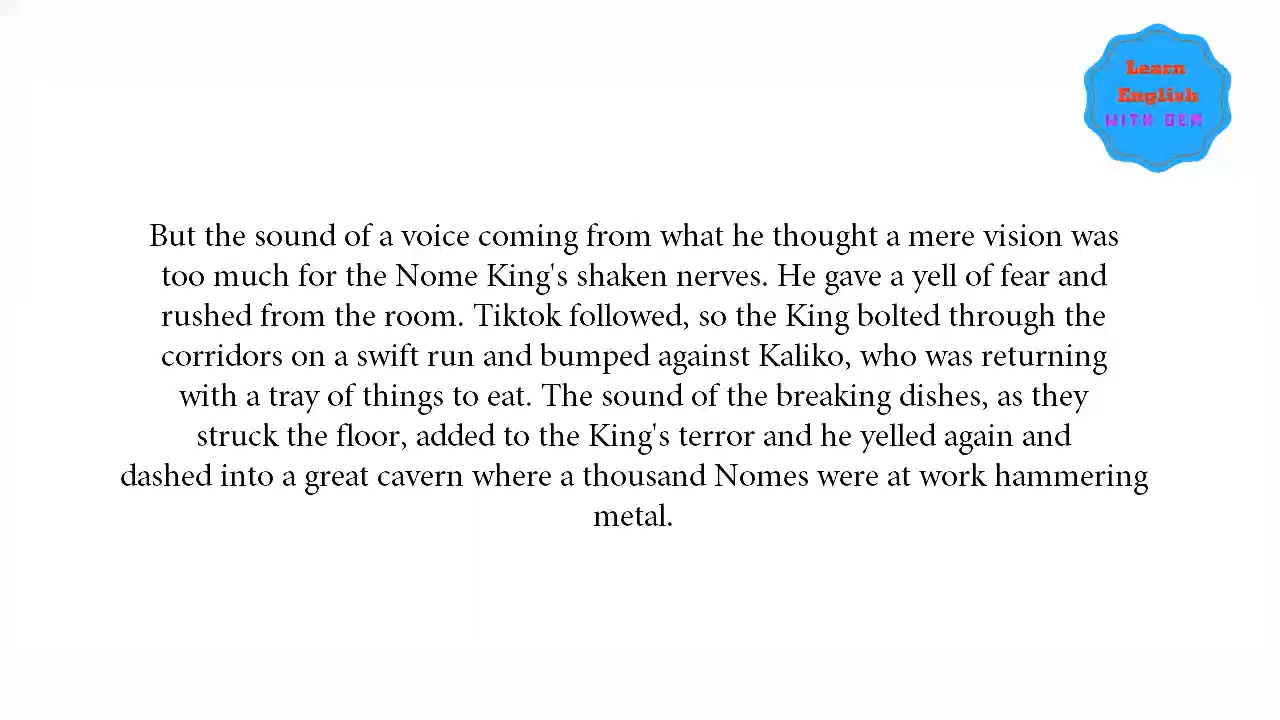 Learn
English
WITH DEM
But the sound of a voice coming from what he thought a mere vision was
too much for the Nome King's shaken nerves. He gave a yell of fear and
rushed from the room. Tiktok followed, so the King bolted through the
corridors on a swift run and bumped against Kaliko, who was returning
with a tray of things to eat. The sound of the breaking dishes, as they
struck the floor, added to the King's terror and he yelled again and
dashed into a great cavern where a thousand Nomes were at work hammering
metal.